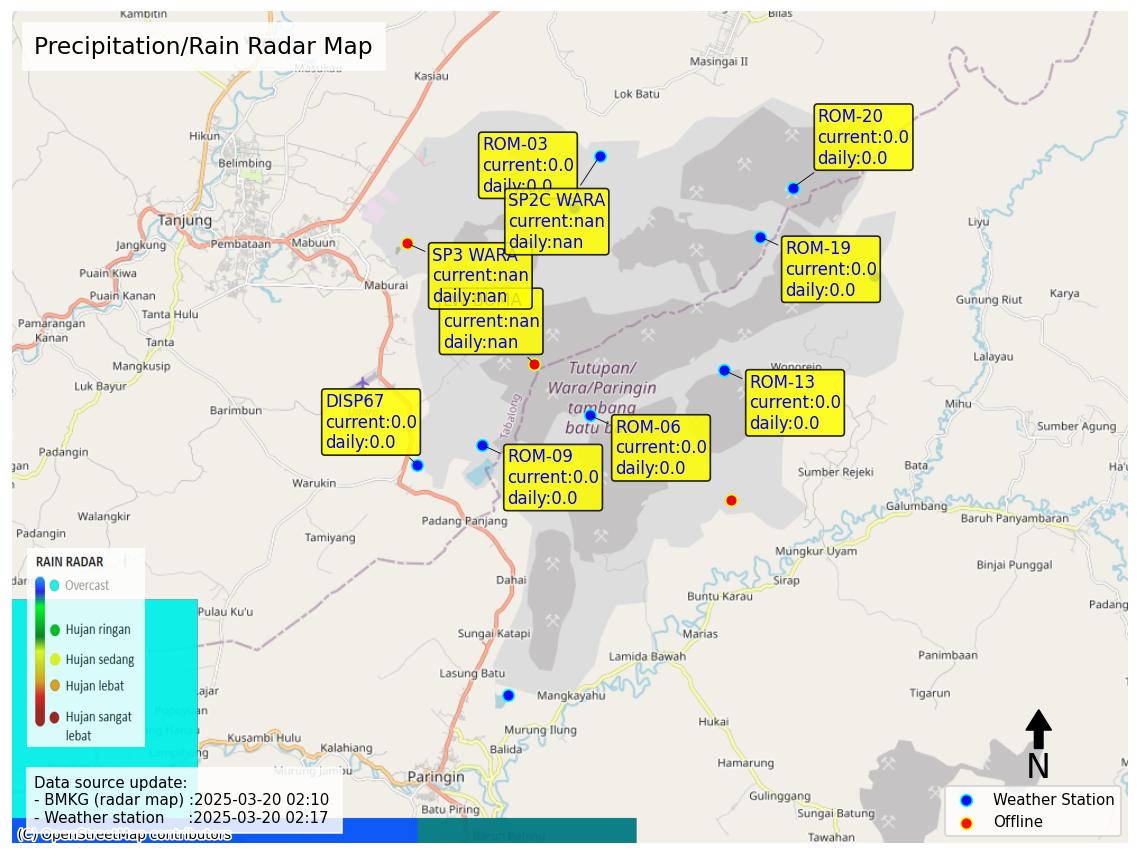 Precipitation/Rain Radar Map
Kambitin
Bilas
Kasiau
Masingai II
Lok Batu
Hikun
Belimbing
Tanjung
Jangkung
Pembataan
Mabuun
Puain Kiwa
Puain Kanan
Maburai
Tanta Hulu
Pamarangan
Kanan
Tanta
Mangkusip
Luk Bayur
Barimbun
Padangin
Warukin
Walangkir
Padangin
Tamiyang
Padang Panjang
Dahai
Pulau Ku'u
Sungai Katapi
Lasung Batu
Mangkayahu
Murung Ilung
Balida
Kusambi Hulu
Kalahiang
Murung Jambu
Paringin
Batu Piring
Liyu
Gunung Riut
Karya
Lalayau
Mihu
Sumber Agung
Wonorejo
Sumber Rejeki
Bata
Galumbang
Baruh Panyambaran
Mungkur Uyam
Binjai Punggal
Sirap
Buntu Karau
Marias
Lamida Bawah
Panimbaan
Tigarun
Hukai
Hamarung
Gulinggang
Sungai Batung
Tawahan
Tabalong
Tutupan/
Wara/Paringin
tambang
batu
ROM-03
current:0.0
daily:0.0
SP2C WARA
current:nan
daily:nan
SP3 WARA
current:nan
daily:nan
current:nan
daily:nan
ROM-20
current:0.0
daily:0.0
ROM-19
current:0.0
daily:0.0
ROM-13
current:0.0
daily:0.0
ROM-06
current:0.0
daily:0.0
ROM-09
current:0.0
daily:0.0
DISP67
current:0.0
daily:0.0
RAIN RADAR
Overcast
Hujan ringan
Hujan sedang
Hujan lebat
Hujan sangat
lebat
Data source update:
- BMKG (radar map) :2025-03-20 02:10
- Weather station :2025-03-20 02:17
(C) OpenStreetMap contributors
N
Weather Station
Offline